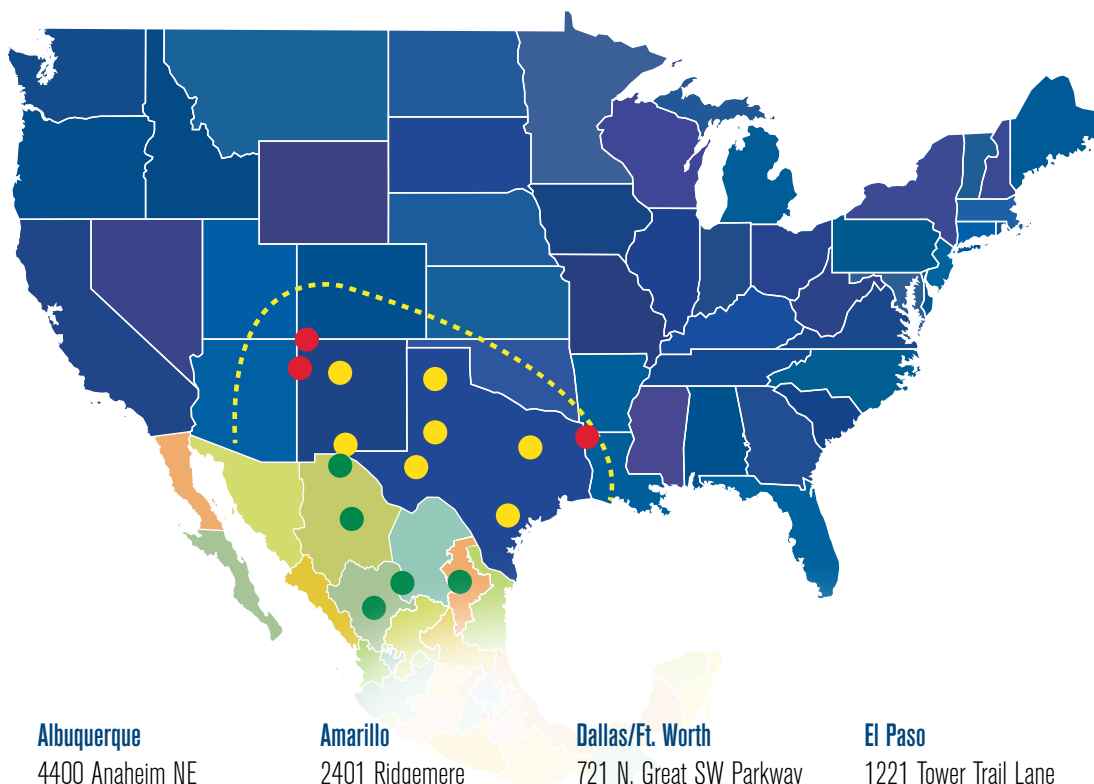 Albuquerque
4400 Anaheim NE
Amarillo
2401 Ridgemere
Dallas/Ft. Worth
721 N. Great SW Parkway
El Paso
1221 Tower Trail Lane